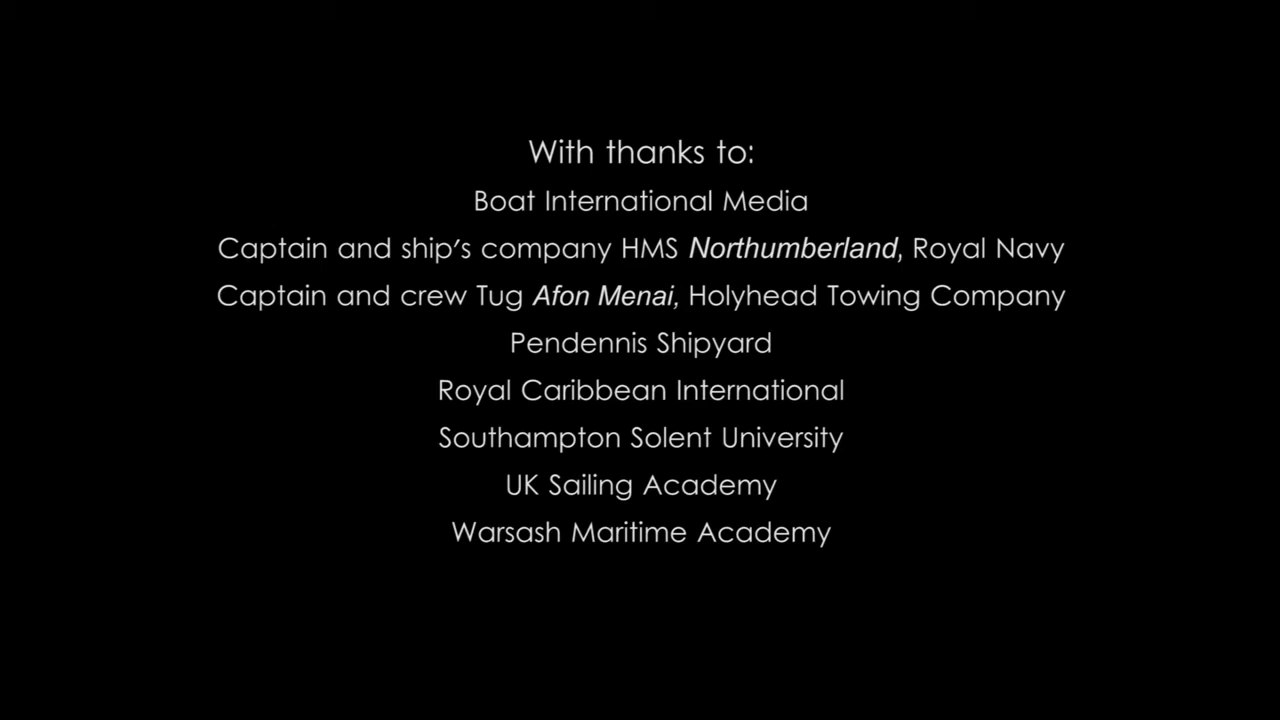 With thanks to:
Boat International Media
Captain and ship's company HMS Northumberland, Royal Navy
Captain and crew Tug Afon Menai, Holyhead Towing Company
Pendennis Shipyard
Royal Caribbean International
Southampton Solent University
UK Sailing Academy
Warsash Maritime Academy